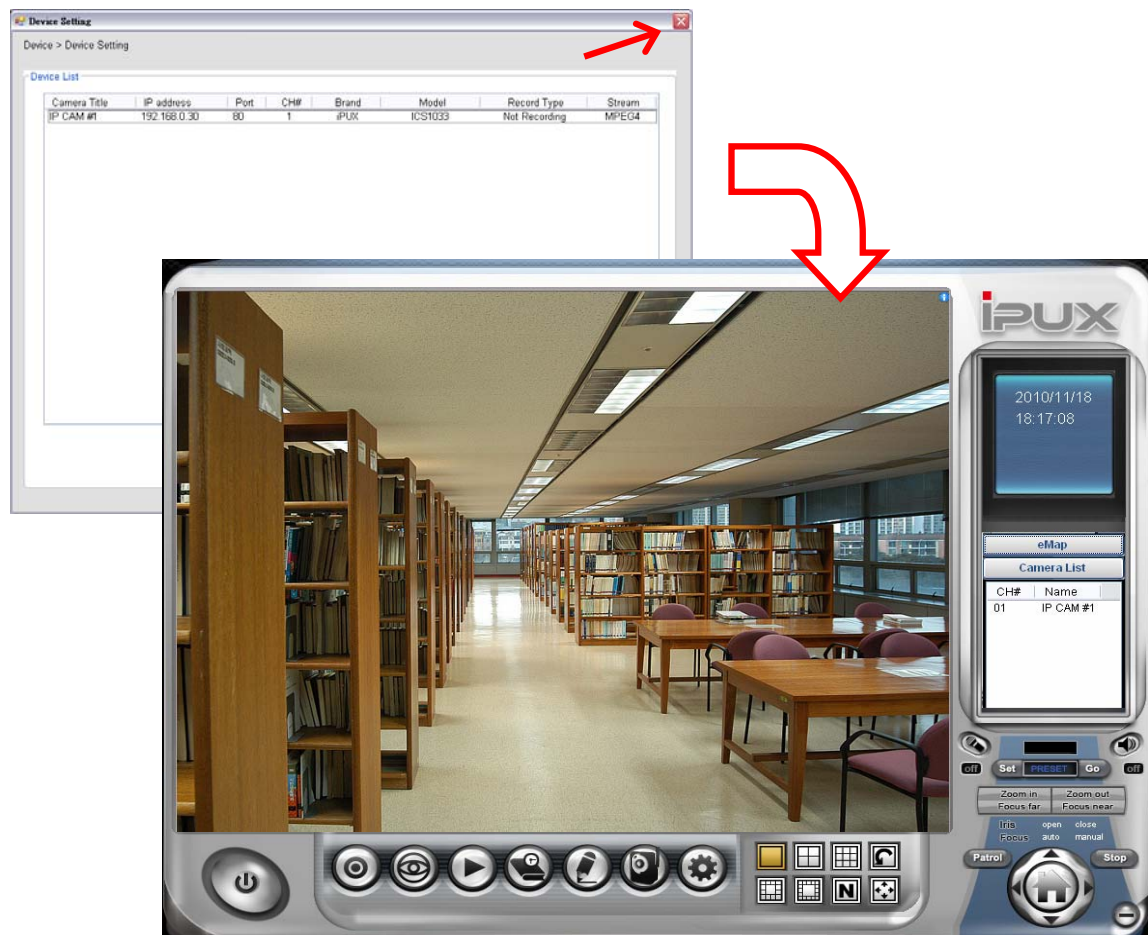 Device Setting
Device > Device Setting
Device List
Camera Title IP address Port CH# Brand Model Record Type Stream
IP CAM #1 192.168.0.30 80 1 iPUX ICS1033 Not Recording MPEG4
iPUX
2010/11/18
18:17:08
eMap
Camera List
CH# Name
01 IP CAM #1
off Set PRESET Go off
Zoom in Zoom out
Focus far Focus near
Iris open close
Focus auto manual
Patrol Stop
N